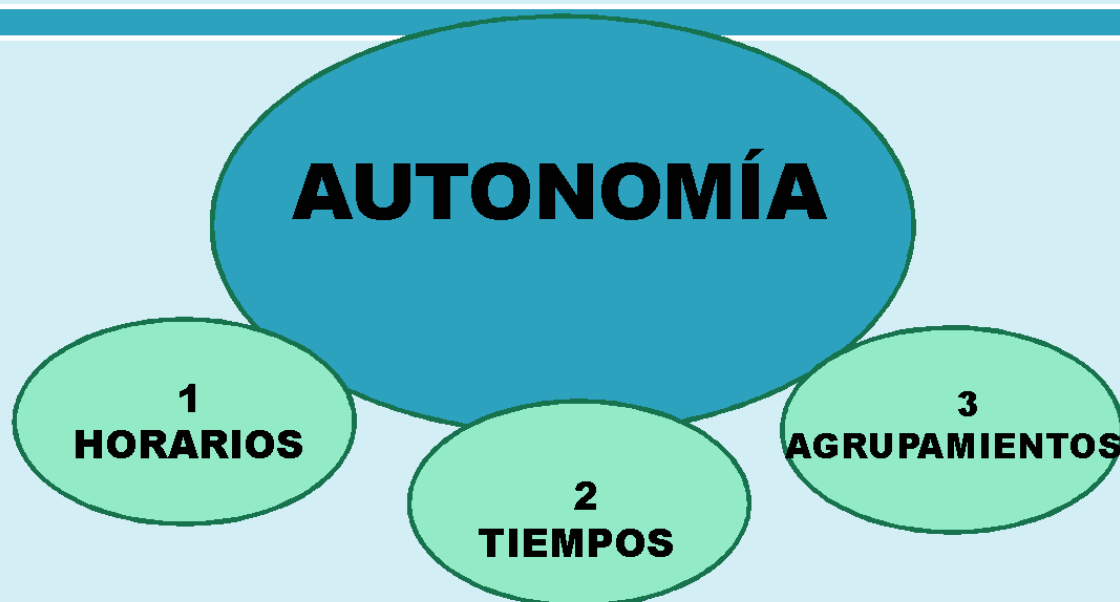 AUTONOMÍA
1
HORARIOS
2
TIEMPOS
3
AGRUPAMIENTOS